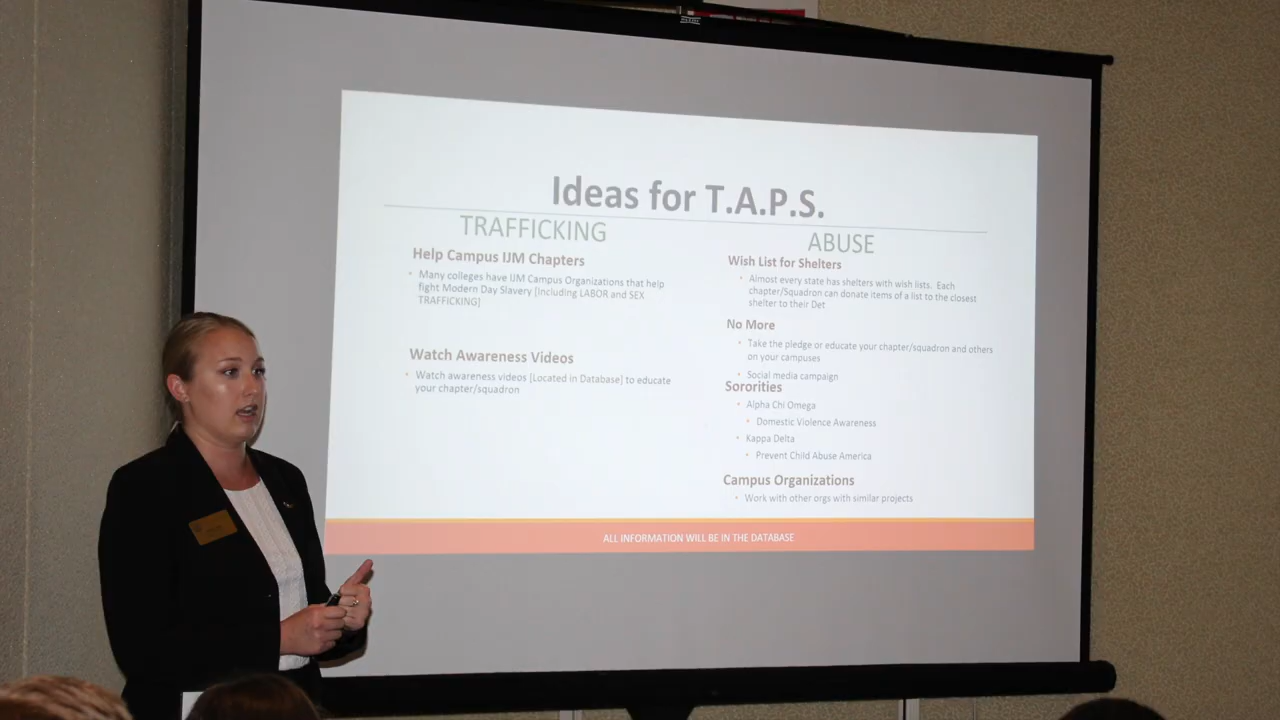 Ideas for T.A.P.S.
TRAFFICKING
Help Campus IJM Chapters
Many colleges have IJM Campus Organizations that help
fight Modern Day Slavery [Including LABOR and SEX
TRAFFICKING]
Watch Awareness Videos
Watch awareness videos [Located in Database] to educate
your chapter/squadron
ABUSE
Wish List for Shelters
Almost every state has shelters with wish lists. Each
chapter/Squadron can donate items of a list to the closest
shelter to their Det
No More
Take the pledge or educate your chapter/squadron and others
on your campuses
Social media campaign
Sororities
Alpha Chi Omega
Domestic Violence Awareness
Kappa Delta
Prevent Child Abuse America
Campus Organizations
Work with other orgs with similar projects
ALL INFORMATION WILL BE IN THE DATABASE